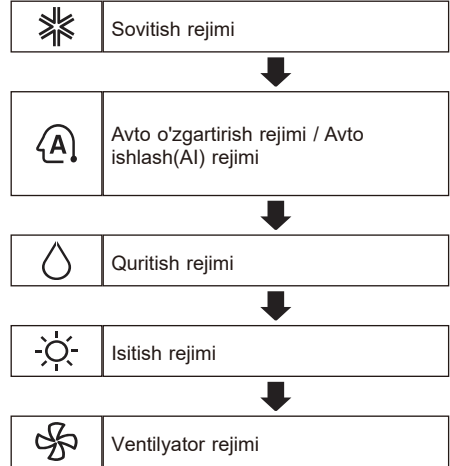 Sovitish rejimi
A
Avto o'zgartirish rejimi / Avto
ishlash(AI) rejimi
Quritish rejimi
Isitish rejimi
Ventilyator rejimi